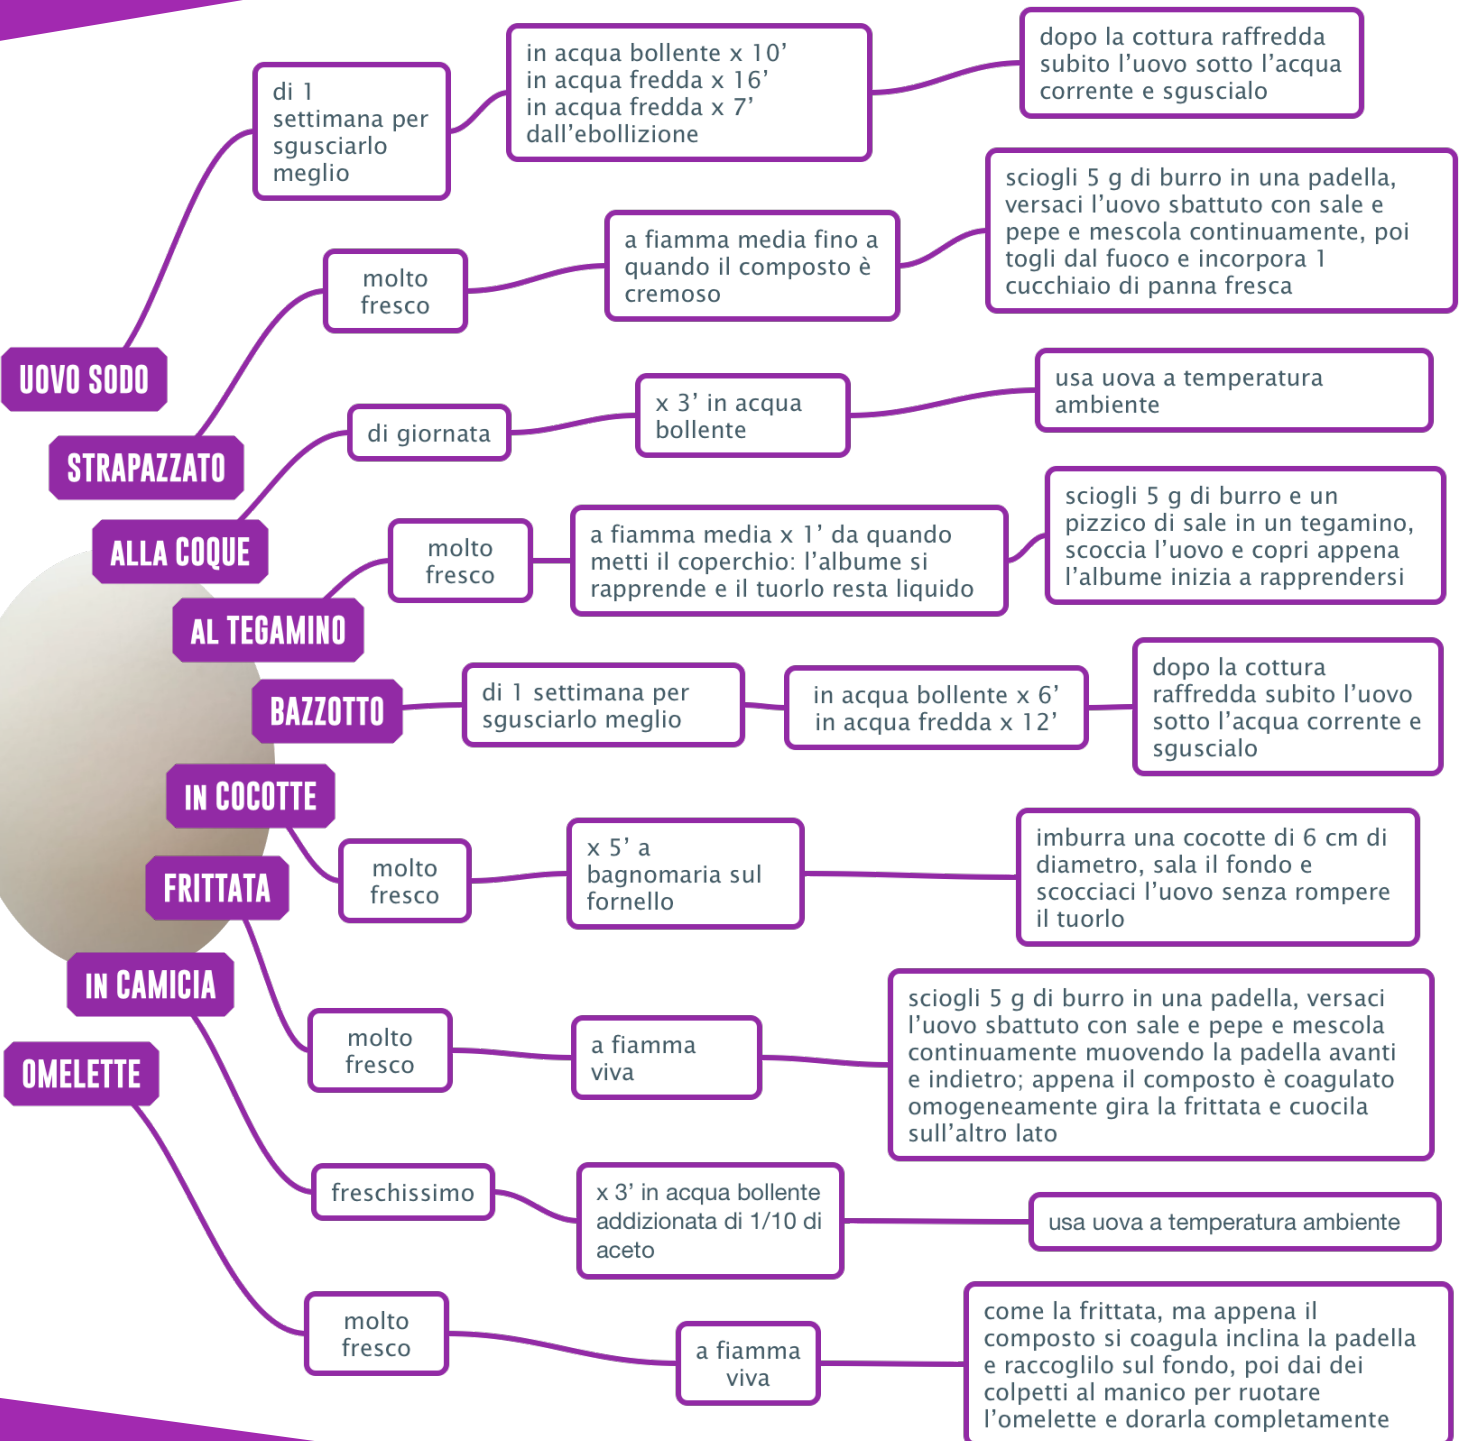 UOVO SODO
di 1
settimana per
sgusciarlo
meglio
in acqua bollente x 10’
in acqua fredda x 16’
in acqua fredda x 7’
dall’ebollizione
dopo la cottura raffredda
subito l’uovo sotto l’acqua
corrente e sguscialo
STRAPAZZATO
molto
fresco
a fiamma media fino a
quando il composto è
cremoso
sciogli 5 g di burro in una padella,
versaci l’uovo sbattuto con sale e
pepe e mescola continuamente, poi
togli dal fuoco e incorpora 1
cucchiaio di panna fresca
ALLA COQUE
di giornata
x 3’ in acqua
bollente
usa uova a temperatura
ambiente
AL TEGAMINO
molto
fresco
a fiamma media x 1’ da quando
metti il coperchio: l’albume si
rapprende e il tuorlo resta liquido
sciogli 5 g di burro e un
pizzico di sale in un tegamino,
scoccia l’uovo e copri appena
l’albume inizia a rapprendersi
BAZZOTTO
di 1 settimana per
sgusciarlo meglio
in acqua bollente x 6’
in acqua fredda x 12’
dopo la cottura
raffredda subito l’uovo
sotto l’acqua corrente e
sguscialo
IN COCOTTE
molto
fresco
x 5’ a
bagnomaria sul
fornello
imburra una cocotte di 6 cm di
diametro, sala il fondo e
scocciaci l’uovo senza rompere
il tuorlo
FRITTATA
molto
fresco
a fiamma
viva
sciogli 5 g di burro in una padella, versaci
l’uovo sbattuto con sale e pepe e mescola
continuamente muovendo la padella avanti
e indietro; appena il composto è coagulato
omogeneamente gira la frittata e cuocila
sull’altro lato
IN CAMICIA
freschissimo
x 3’ in acqua bollente
addizionata di 1/10 di
aceto
usa uova a temperatura ambiente
OMELETTE
molto
fresco
a fiamma
viva
come la frittata, ma appena il
composto si coagula inclina la padella
e raccoglilo sul fondo, poi dai dei
colpetti al manico per ruotare
l’omelette e dorarla completamente